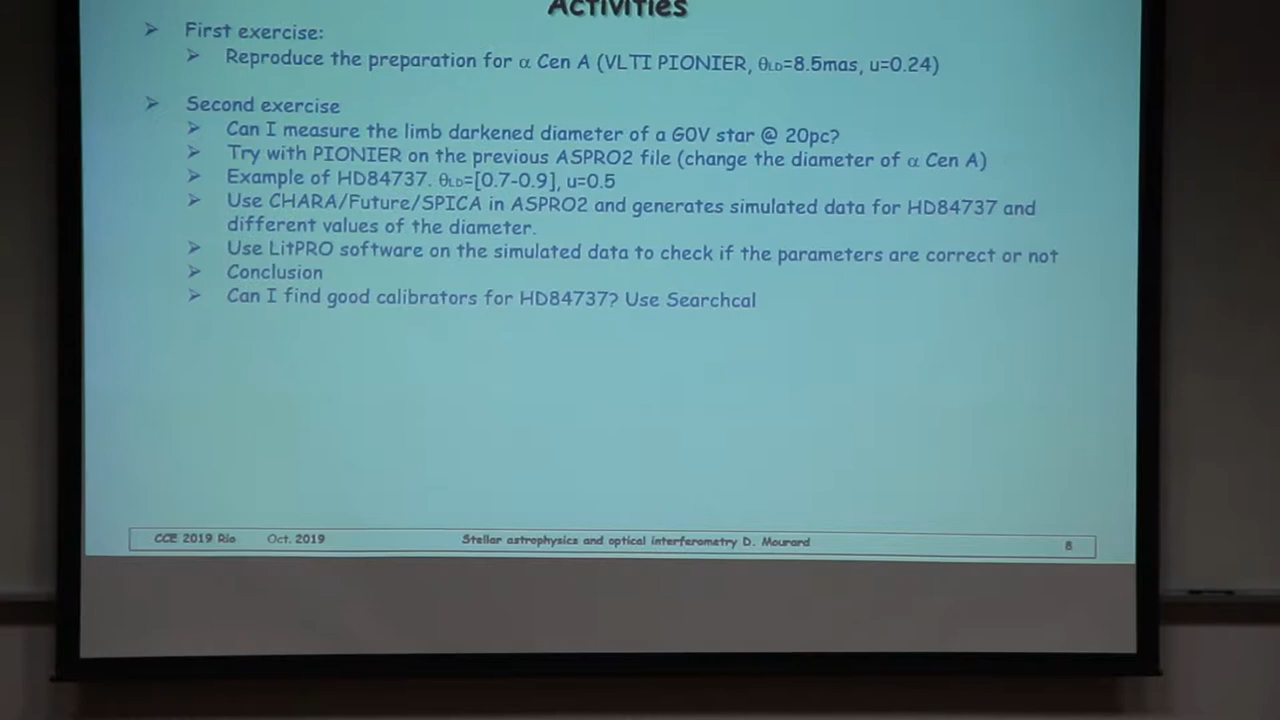 Activities
➤ First exercise:
➤ Reproduce the preparation for α Cen A (VLTI PIONIER, θLD=8.5mas, u=0.24)
➤ Second exercise
➤ Can I measure the limb darkened diameter of a G0V star @ 20pc?
➤ Try with PIONIER on the previous ASPRO2 file (change the diameter of α Cen A)
➤ Example of HD84737. θLD=[0.7-0.9], u=0.5
➤ Use CHARA/Future/SPICA in ASPRO2 and generates simulated data for HD84737 and
different values of the diameter.
➤ Use LitPRO software on the simulated data to check if the parameters are correct or not
➤ Conclusion
➤ Can I find good calibrators for HD84737? Use Searchcal
CCE 2019 Rio Oct. 2019 Stellar astrophysics and optical interferometry D. Mourard 8